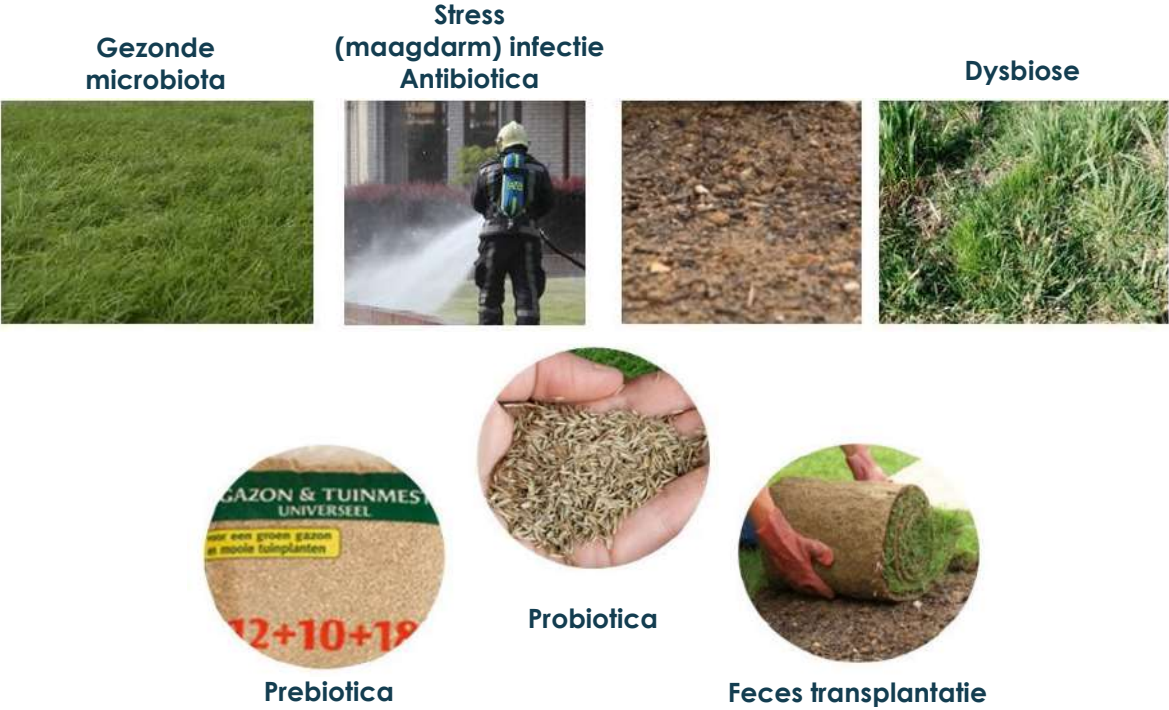 Gezonde
microbiota
Stress
(maagdarm) infectie
Antibiotica
Dysbiose
GAZON & TUINMEST
UNIVERSEEL
voor een groen gazon
en mooie tuinplanten
12+10+18
Probiotica
Prebiotica
Feces transplantatie